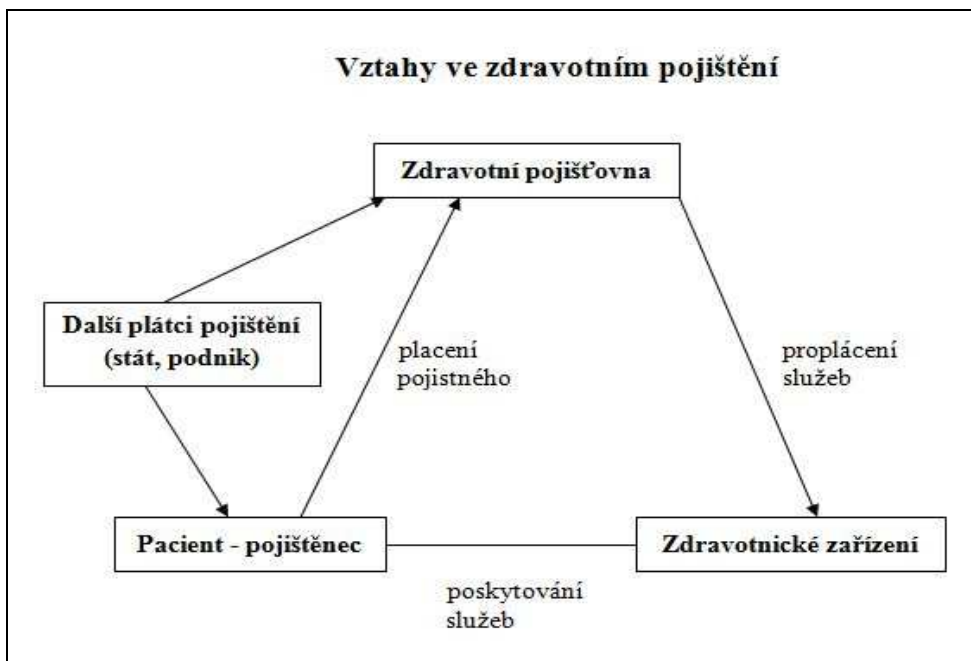 Vztahy ve zdravotním pojištění
Zdravotní pojišťovna
Další plátci pojištění
(stát, podnik)
placení
pojistného
proplácení
služeb
Pacient - pojištěnec
Zdravotnické zařízení
poskytování
služeb